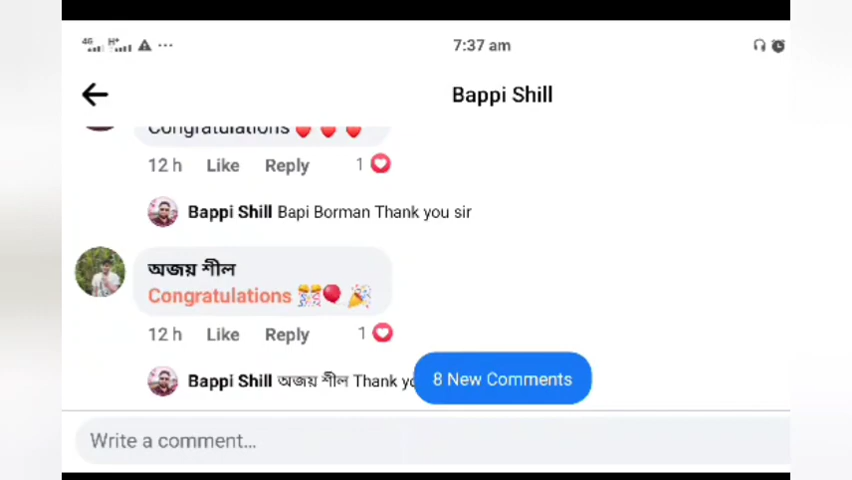 4G H+ ...
7:37 am
Bappi Shill
Congratulations
12 h Like Reply 1
Bappi Shill Bapi Borman Thank you sir
অজয় শীল
Congratulations
12 h Like Reply 1
Bappi Shill অজয় শীল Thank
8 New Comments
Write a comment...